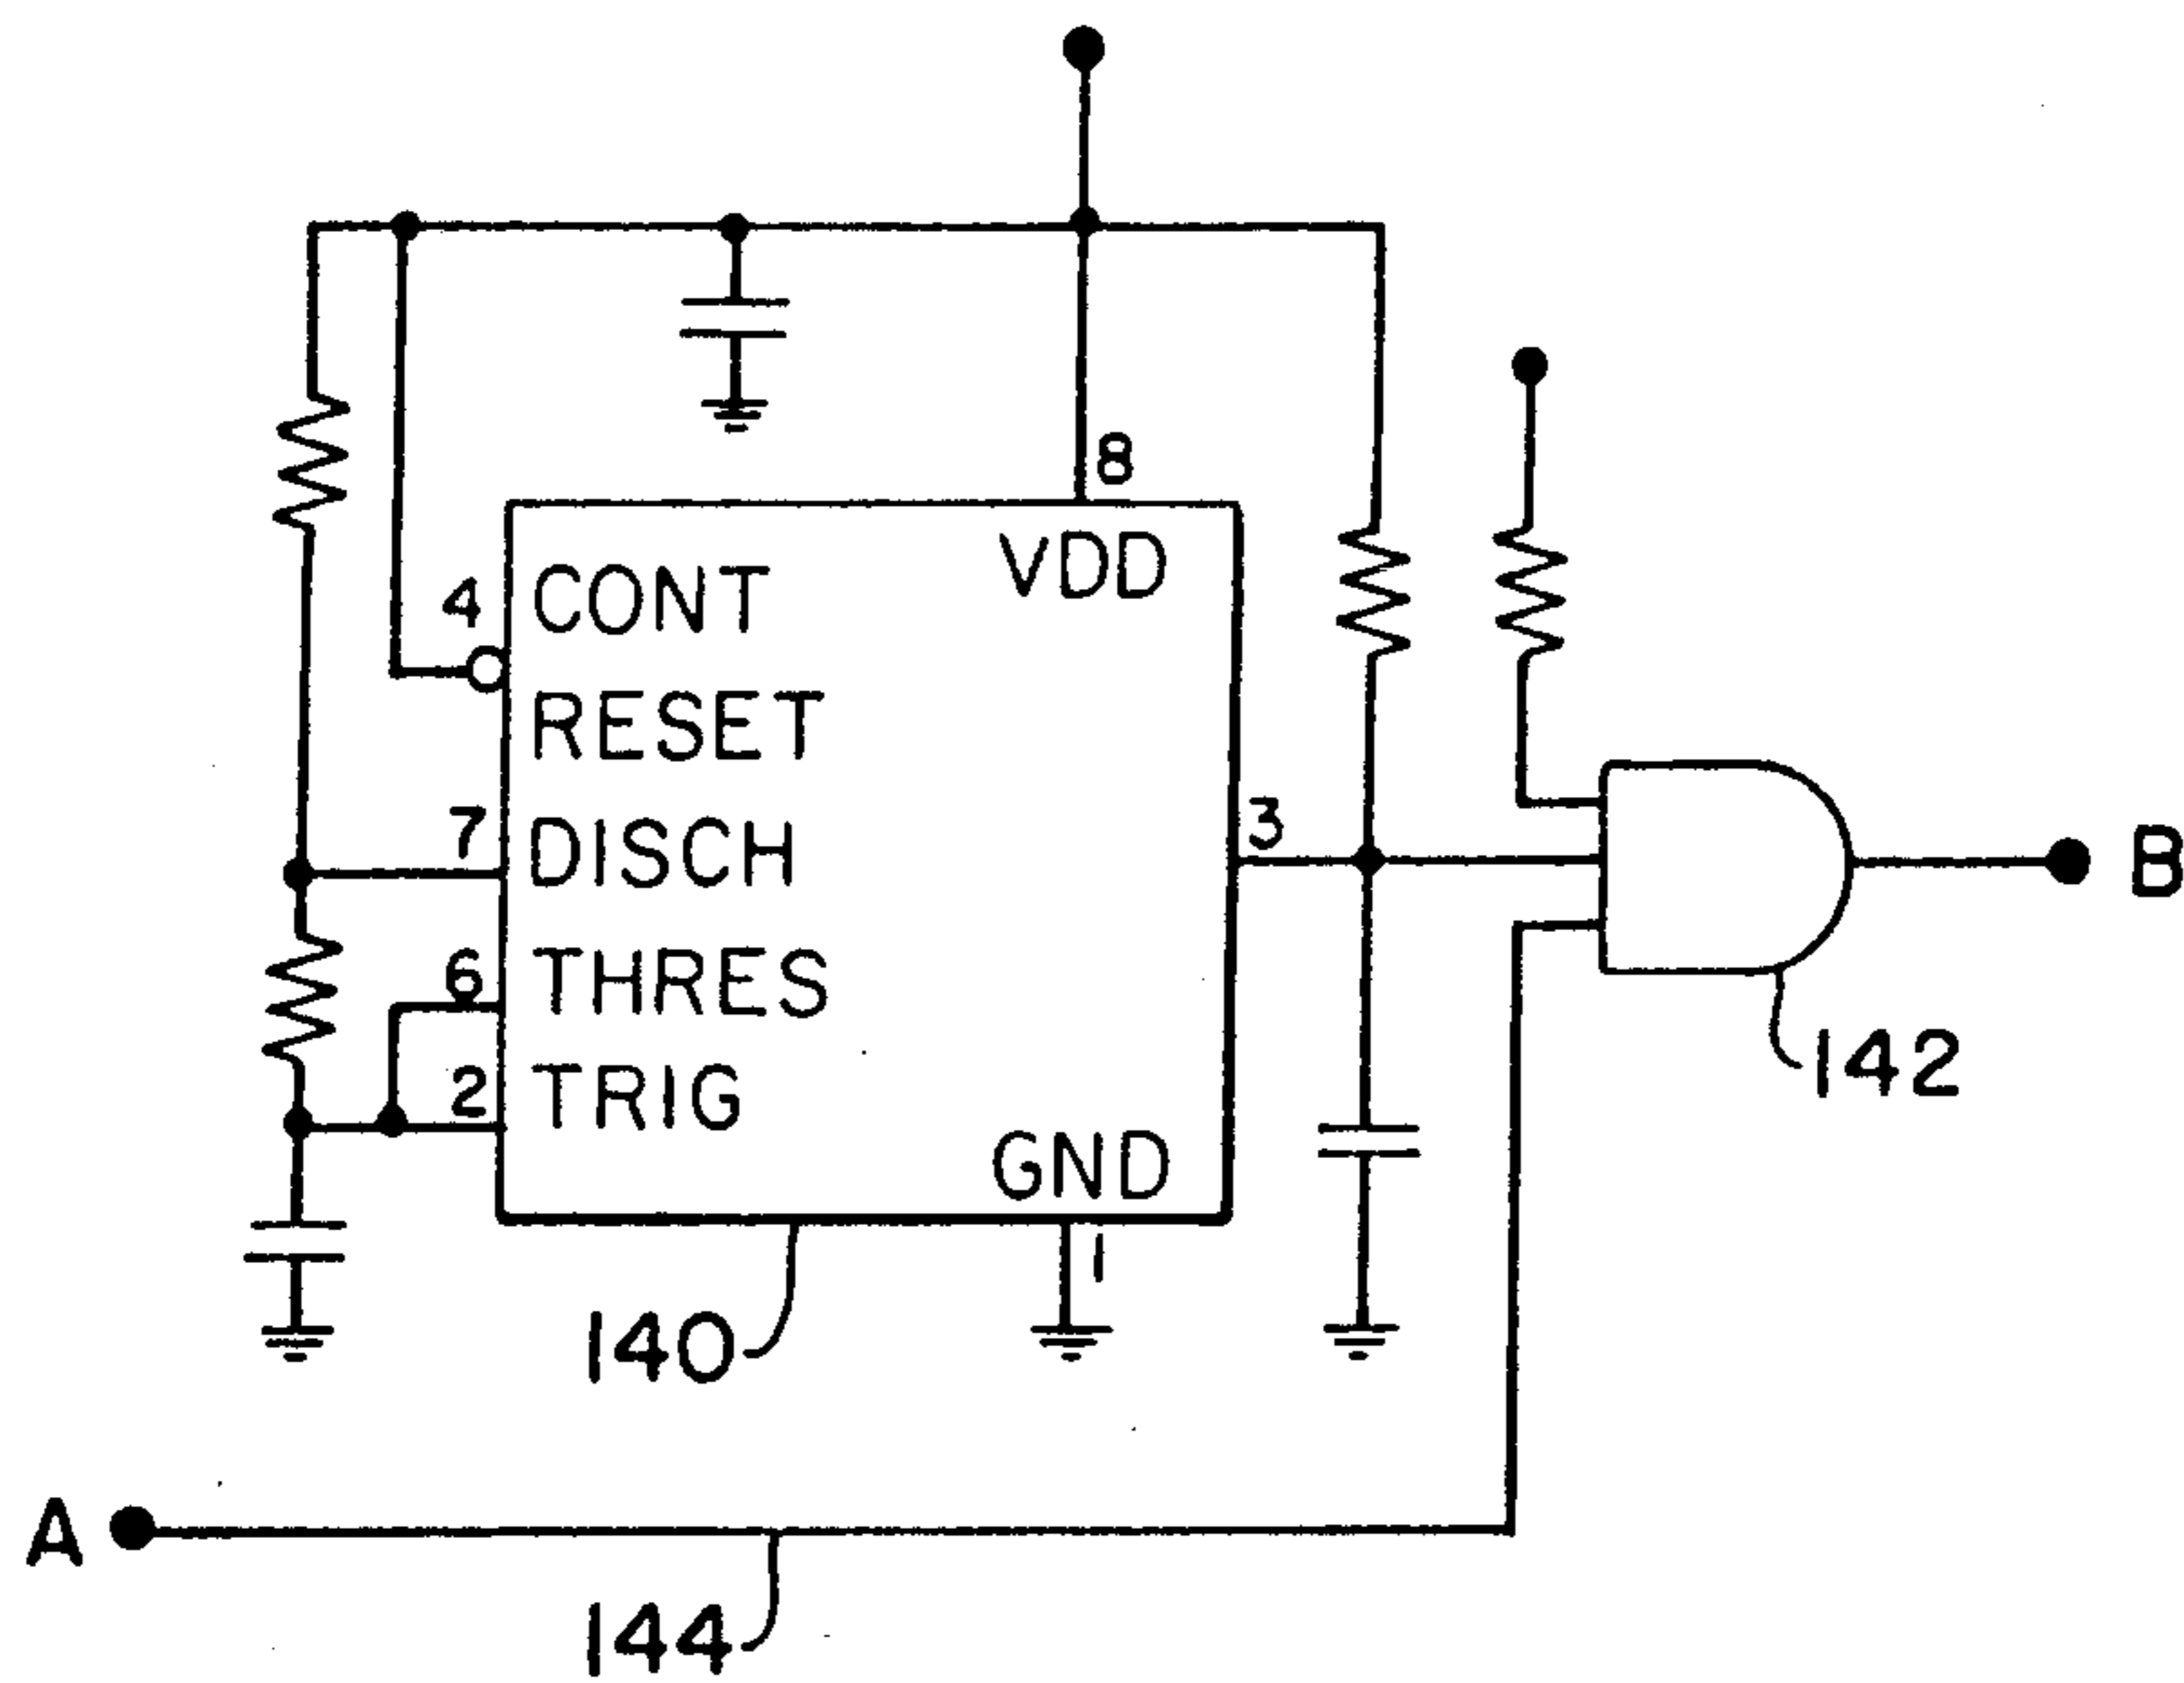 8
VDD
4
CONT
RESET
7
DISCH
3
6
THRES
2
TRIG
GND
1
B
142
140
A
144